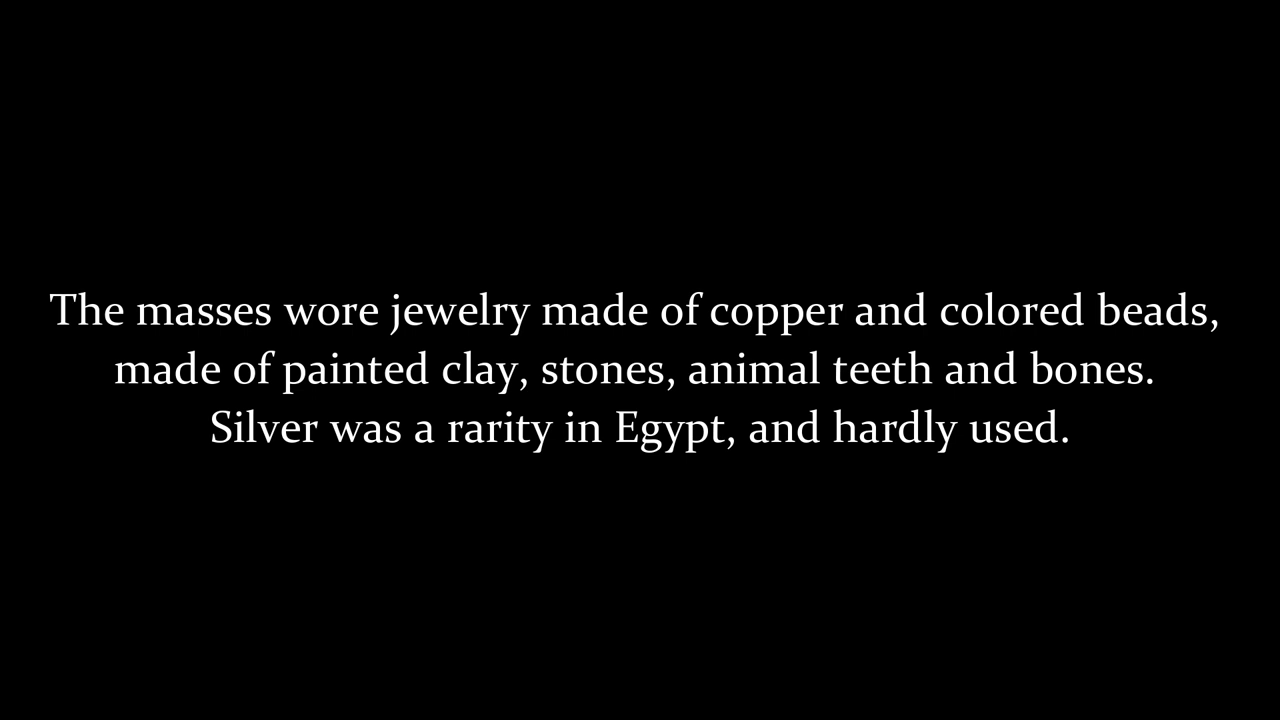 The masses wore jewelry made of copper and colored beads,
made of painted clay, stones, animal teeth and bones.
Silver was a rarity in Egypt, and hardly used.